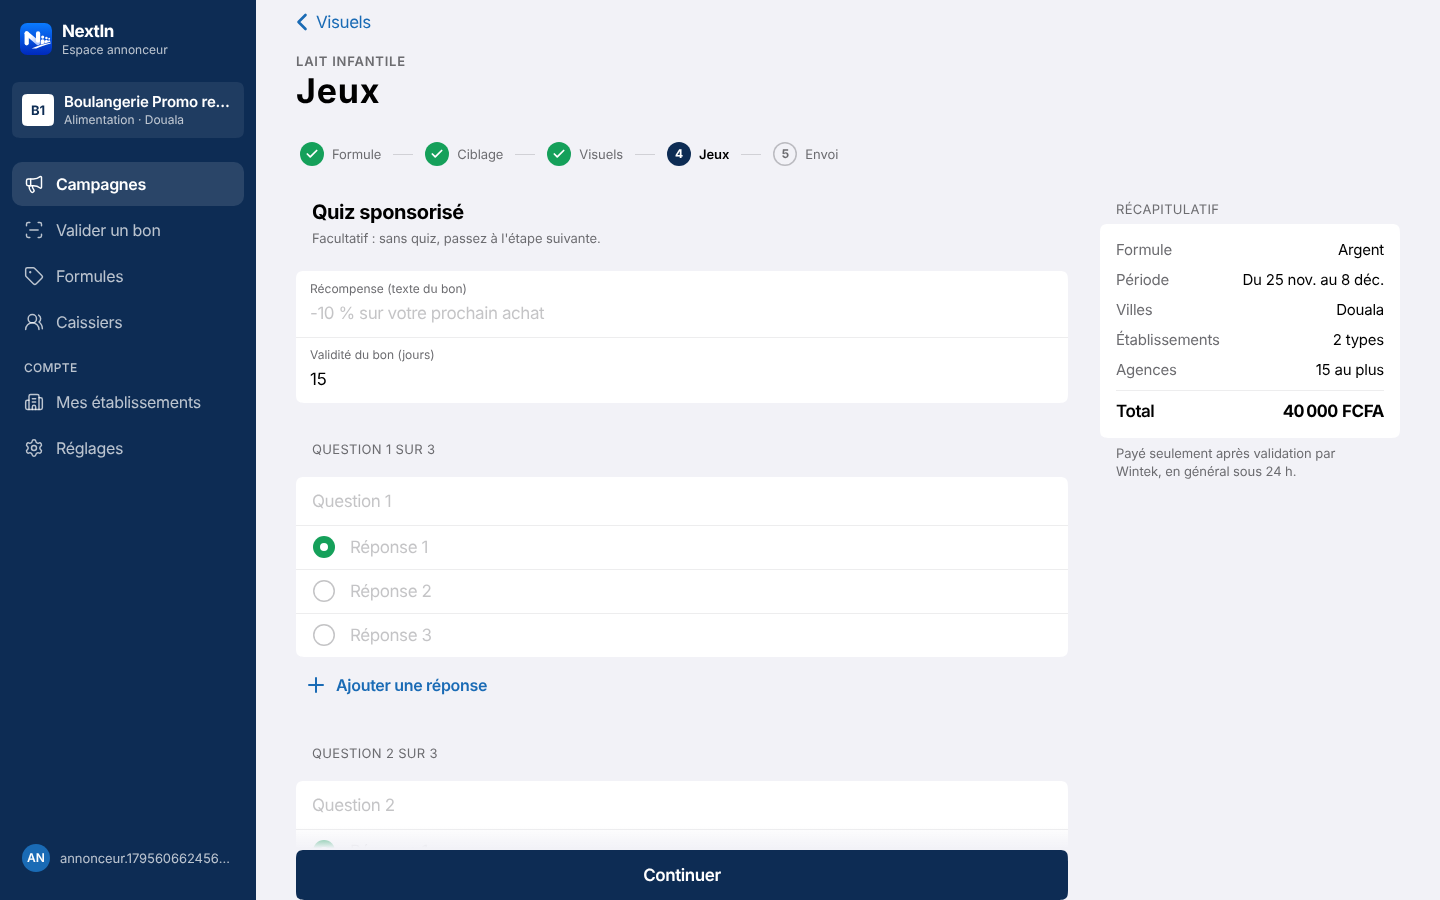 NextIn
Espace annonceur
B1
Boulangerie Promo re...
Alimentation · Douala
Campagnes
Valider un bon
Formules
Caissiers
COMPTE
Mes établissements
Réglages
AN
annonceur.179560662456...
Visuels
LAIT INFANTILE
Jeux
Formule
Ciblage
Visuels
4 Jeux
5 Envoi
Quiz sponsorisé
Facultatif : sans quiz, passez à l'étape suivante.
Récompense (texte du bon)
-10 % sur votre prochain achat
Validité du bon (jours)
15
QUESTION 1 SUR 3
Question 1
Réponse 1
Réponse 2
Réponse 3
Ajouter une réponse
QUESTION 2 SUR 3
Question 2
Continuer
RÉCAPITULATIF
Formule Argent
Période Du 25 nov. au 8 déc.
Villes Douala
Établissements 2 types
Agences 15 au plus
Total 40 000 FCFA
Payé seulement après validation par
Wintek, en général sous 24 h.